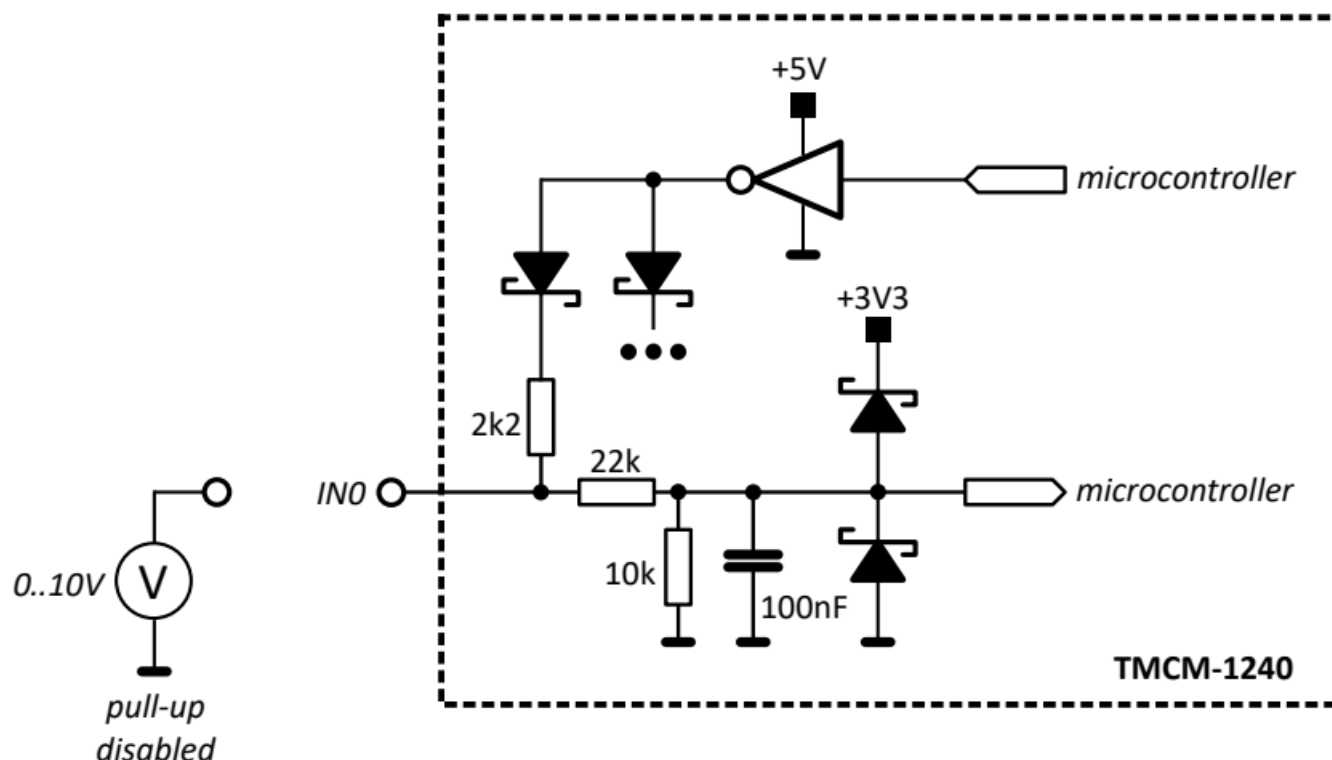 +5V
microcontroller
+3V3
2k2
22k
IN0
microcontroller
0..10V
V
10k
100nF
TMCM-1240
pull-up
disabled